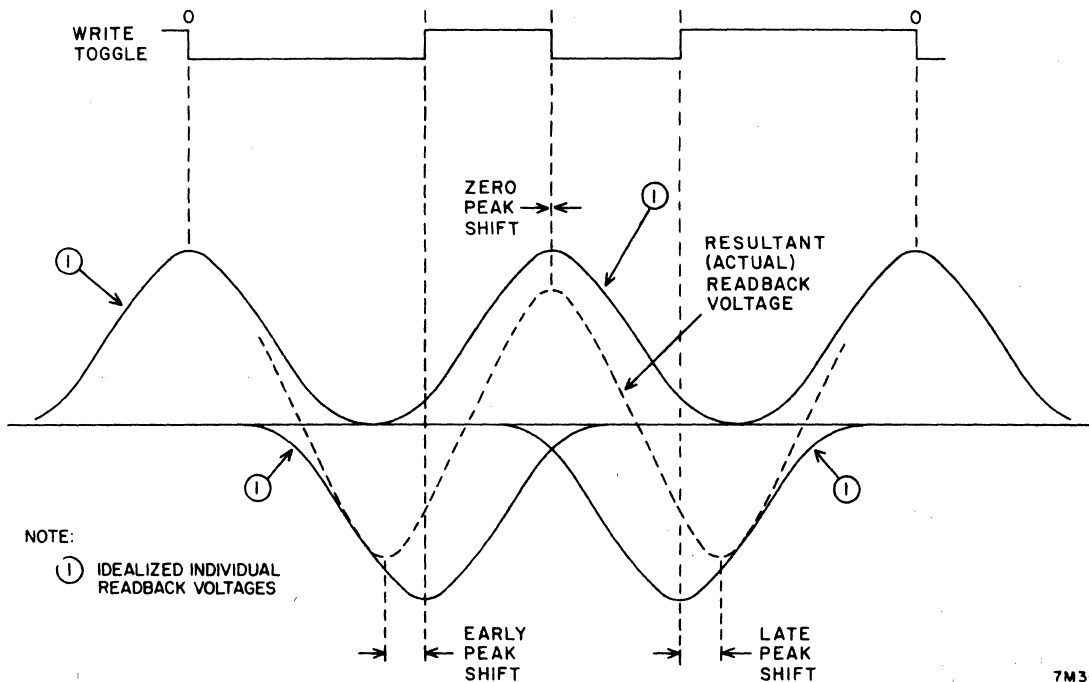 0
0
WRITE
TOGGLE
ZERO
PEAK
SHIFT
1
1
RESULTANT
(ACTUAL)
READBACK
VOLTAGE
1
1
NOTE:
1 IDEALIZED INDIVIDUAL
READBACK VOLTAGES
EARLY
PEAK
SHIFT
LATE
PEAK
SHIFT
7M3